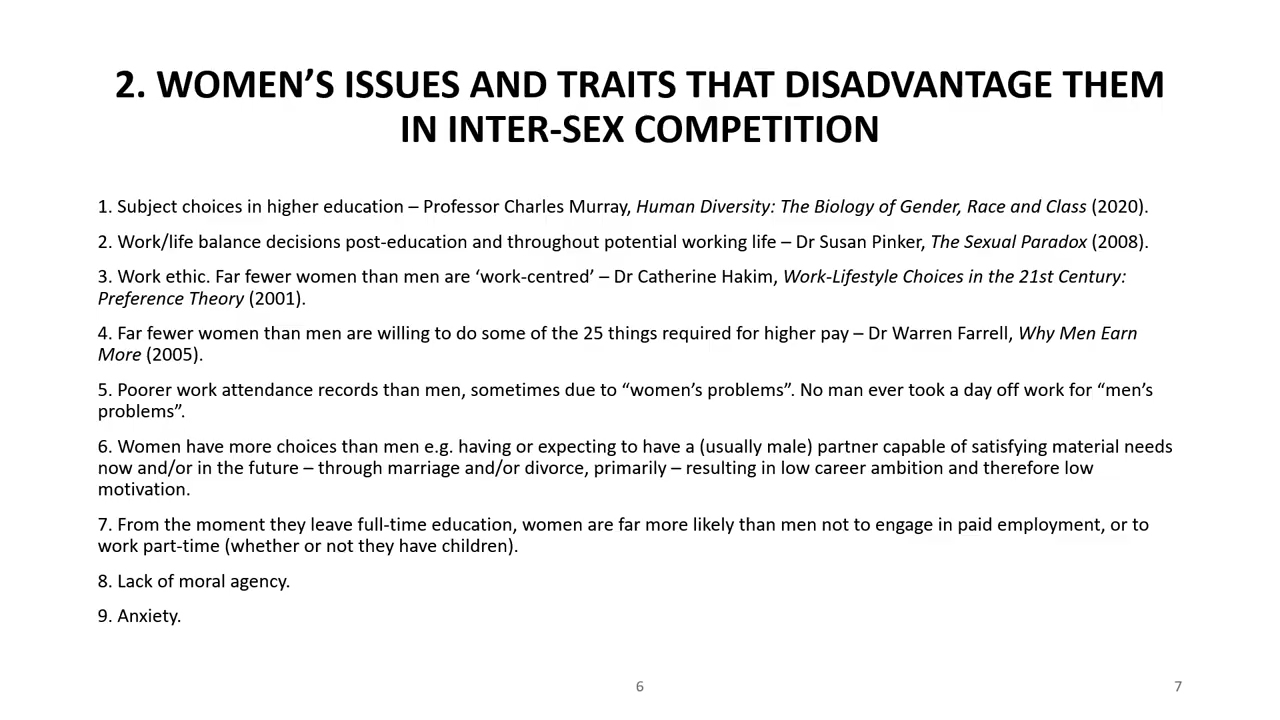 2. WOMEN’S ISSUES AND TRAITS THAT DISADVANTAGE THEM
IN INTER-SEX COMPETITION
1. Subject choices in higher education – Professor Charles Murray, Human Diversity: The Biology of Gender, Race and Class (2020).
2. Work/life balance decisions post-education and throughout potential working life – Dr Susan Pinker, The Sexual Paradox (2008).
3. Work ethic. Far fewer women than men are ‘work-centred’ – Dr Catherine Hakim, Work-Lifestyle Choices in the 21st Century:
Preference Theory (2001).
4. Far fewer women than men are willing to do some of the 25 things required for higher pay – Dr Warren Farrell, Why Men Earn
More (2005).
5. Poorer work attendance records than men, sometimes due to “women’s problems”. No man ever took a day off work for “men’s
problems”.
6. Women have more choices than men e.g. having or expecting to have a (usually male) partner capable of satisfying material needs
now and/or in the future – through marriage and/or divorce, primarily – resulting in low career ambition and therefore low
motivation.
7. From the moment they leave full-time education, women are far more likely than men not to engage in paid employment, or to
work part-time (whether or not they have children).
8. Lack of moral agency.
9. Anxiety.
6
7